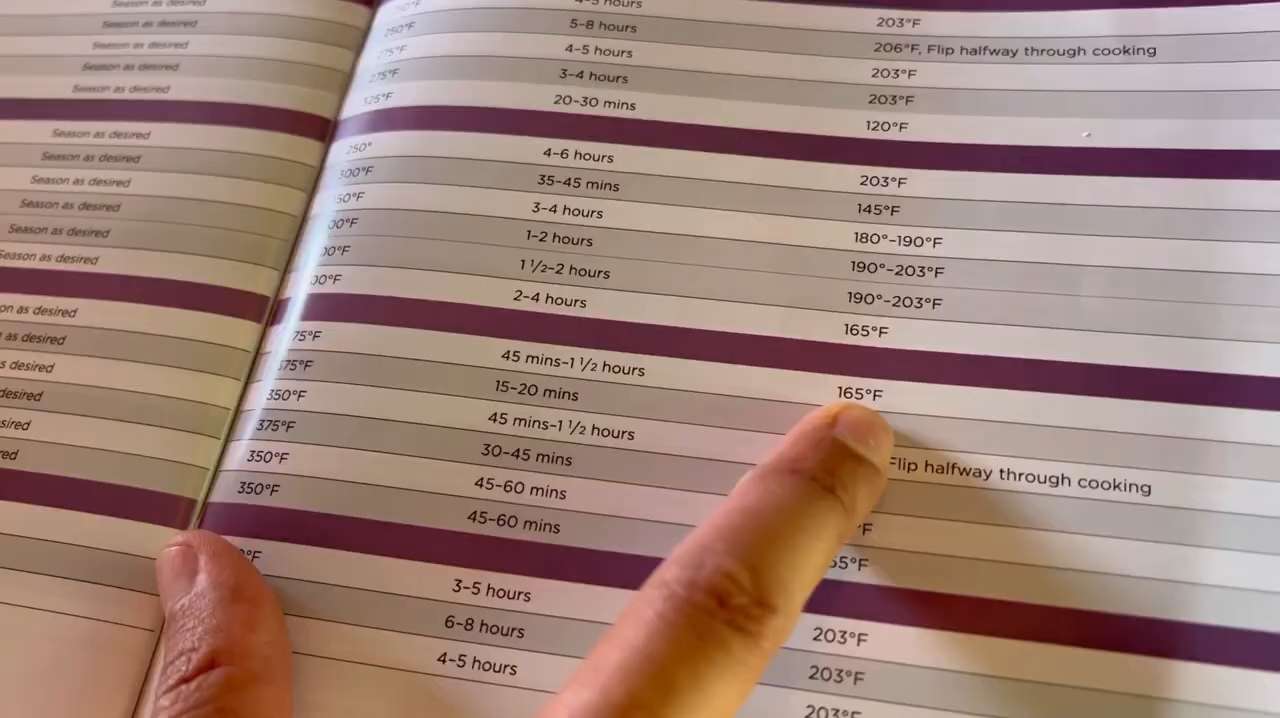 Season as desired
Season as desired
Season as desired
Season as desired
Season as desired
Season as desired
Season as desired
Season as desired
Season as desired
Season as desired
Season as desired
on as desired
as desired
s desired
desired
sired
red
4-5 hours 203°F
250°F 5-8 hours 206°F, Flip halfway through cooking
275°F 4-5 hours 203°F
275°F 3-4 hours 203°F
325°F 20-30 mins 120°F
250° 4-6 hours 203°F
300°F 35-45 mins 145°F
50°F 3-4 hours 180°-190°F
00°F 1-2 hours 190°-203°F
00°F 1 1/2-2 hours 190°-203°F
00°F 2-4 hours 165°F
75°F 45 mins-1 1/2 hours 165°F
375°F 15-20 mins
350°F 45 mins-1 1/2 hours Flip halfway through cooking
375°F 30-45 mins
350°F 45-60 mins °F
350°F 45-60 mins 65°F
°F 3-5 hours 203°F
6-8 hours 203°F
4-5 hours 203°F